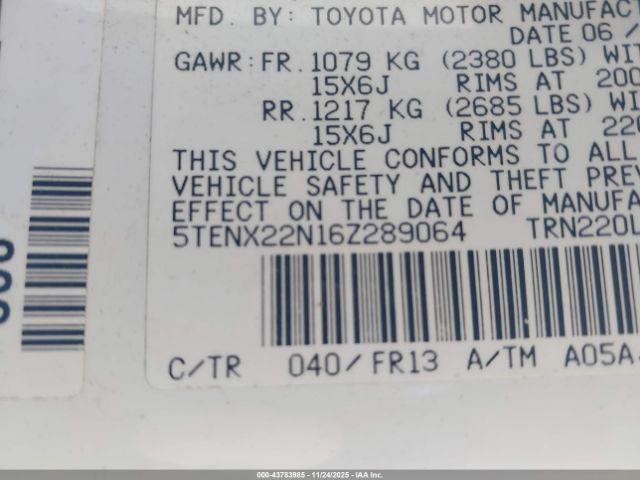 MFD. BY: TOYOTA MOTOR MANUFAC
DATE 06/
GAWR: FR. 1079 KG (2380 LBS) WIT
15X6J RIMS AT 200
RR. 1217 KG (2685 LBS) WI
15X6J RIMS AT 220
THIS VEHICLE CONFORMS TO ALL
VEHICLE SAFETY AND THEFT PREV
EFFECT ON THE DATE OF MANUFA
5TENX22N16Z289064 TRN220L
C/TR 040/FR13 A/TM A05A
000-43783985 - 11/24/2025 - IAA Inc.